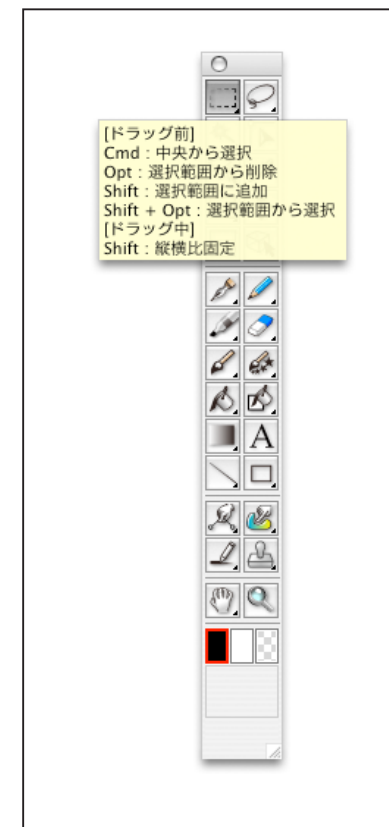 [ドラッグ前]
Cmd：中央から選択
Opt：選択範囲から削除
Shift：選択範囲に追加
Shift + Opt：選択範囲から選択
[ドラッグ中]
Shift：縦横比固定
A